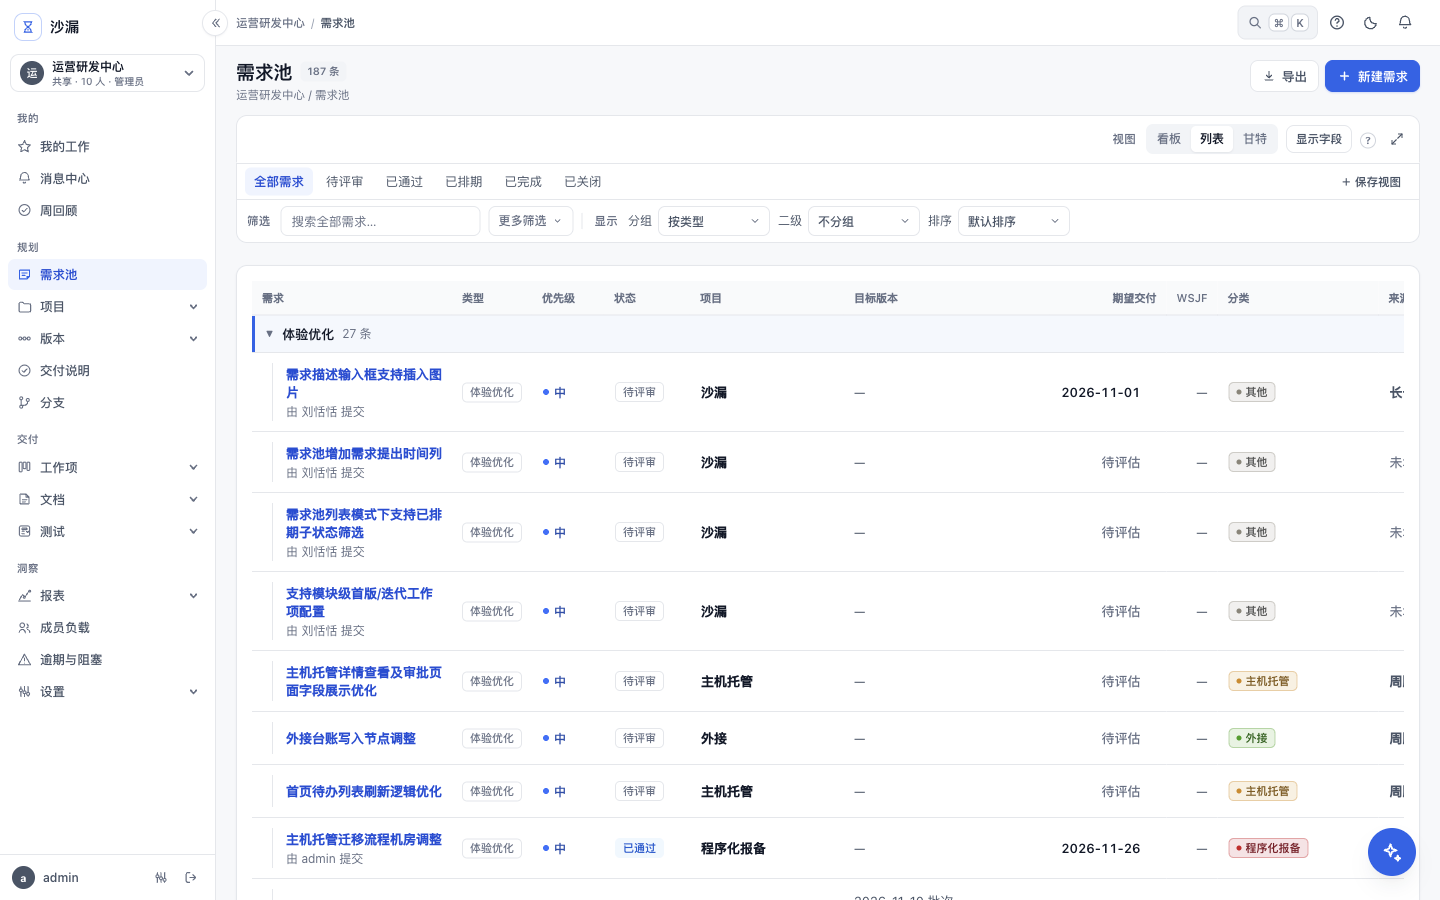 沙漏
运营研发中心 / 需求池
⌘ K
运 运营研发中心
共享 · 10 人 · 管理员
我的
我的工作
消息中心
周回顾
规划
需求池
项目
版本
交付说明
分支
交付
工作项
文档
测试
洞察
报表
成员负载
逾期与阻塞
设置
a admin
需求池 187 条
运营研发中心 / 需求池
导出
+ 新建需求
视图 看板 列表 甘特 显示字段 ?
全部需求 待评审 已通过 已排期 已完成 已关闭
+ 保存视图
筛选 搜索全部需求... 更多筛选 显示 分组 按类型 二级 不分组 排序 默认排序
需求 类型 优先级 状态 项目 目标版本 期望交付 WSJF 分类
▼ 体验优化 27 条
需求描述输入框支持插入图
片
由 刘恬恬 提交
体验优化 中 待评审 沙漏 — 2026-11-01 — 其他
需求池增加需求提出时间列
由 刘恬恬 提交
体验优化 中 待评审 沙漏 — 待评估 — 其他
需求池列表模式下支持已排
期子状态筛选
由 刘恬恬 提交
体验优化 中 待评审 沙漏 — 待评估 — 其他
支持模块级首版/迭代工作
项配置
由 刘恬恬 提交
体验优化 中 待评审 沙漏 — 待评估 — 其他
主机托管详情查看及审批页
面字段展示优化
体验优化 中 待评审 主机托管 — 待评估 — 主机托管
外接台账写入节点调整
体验优化 中 待评审 外接 — 待评估 — 外接
首页待办列表刷新逻辑优化
体验优化 中 待评审 主机托管 — 待评估 — 主机托管
主机托管迁移流程机房调整
由 admin 提交
体验优化 中 已通过 程序化报备 — 2026-11-26 — 程序化报备